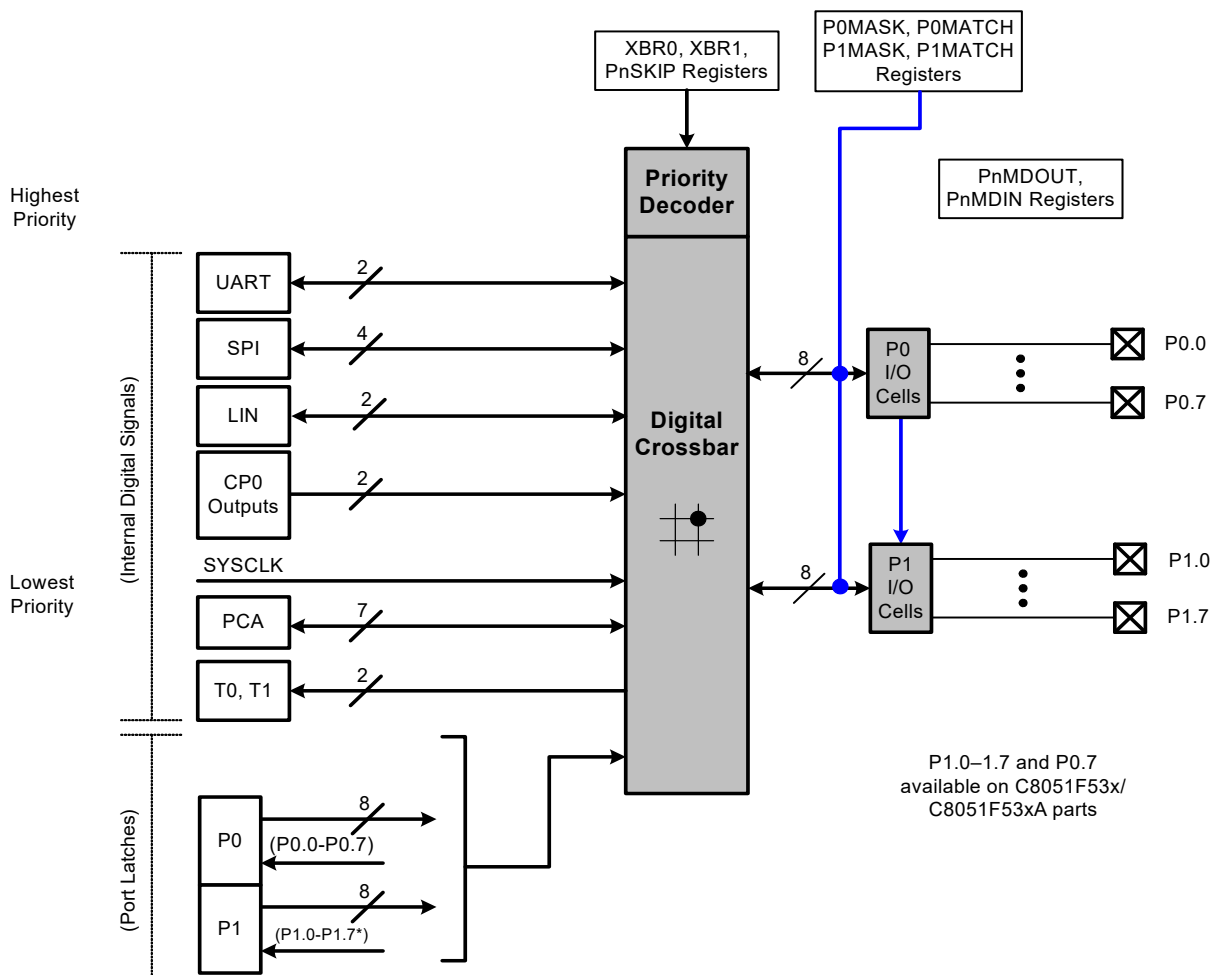 XBR0, XBR1,
PnSKIP Registers
P0MASK, P0MATCH
P1MASK, P1MATCH
Registers
PnMDOUT,
PnMDIN Registers
Priority
Decoder
Highest
Priority
(Internal Digital Signals)
UART
2
SPI
4
LIN
2
CP0
Outputs
2
SYSCLK
Lowest
Priority
PCA
7
T0, T1
2
Digital
Crossbar
8
P0
I/O
Cells
P0.0
P0.7
8
P1
I/O
Cells
P1.0
P1.7
(Port Latches)
P0
8
(P0.0-P0.7)
P1
8
(P1.0-P1.7*)
P1.0–1.7 and P0.7
available on C8051F53x/
C8051F53xA parts